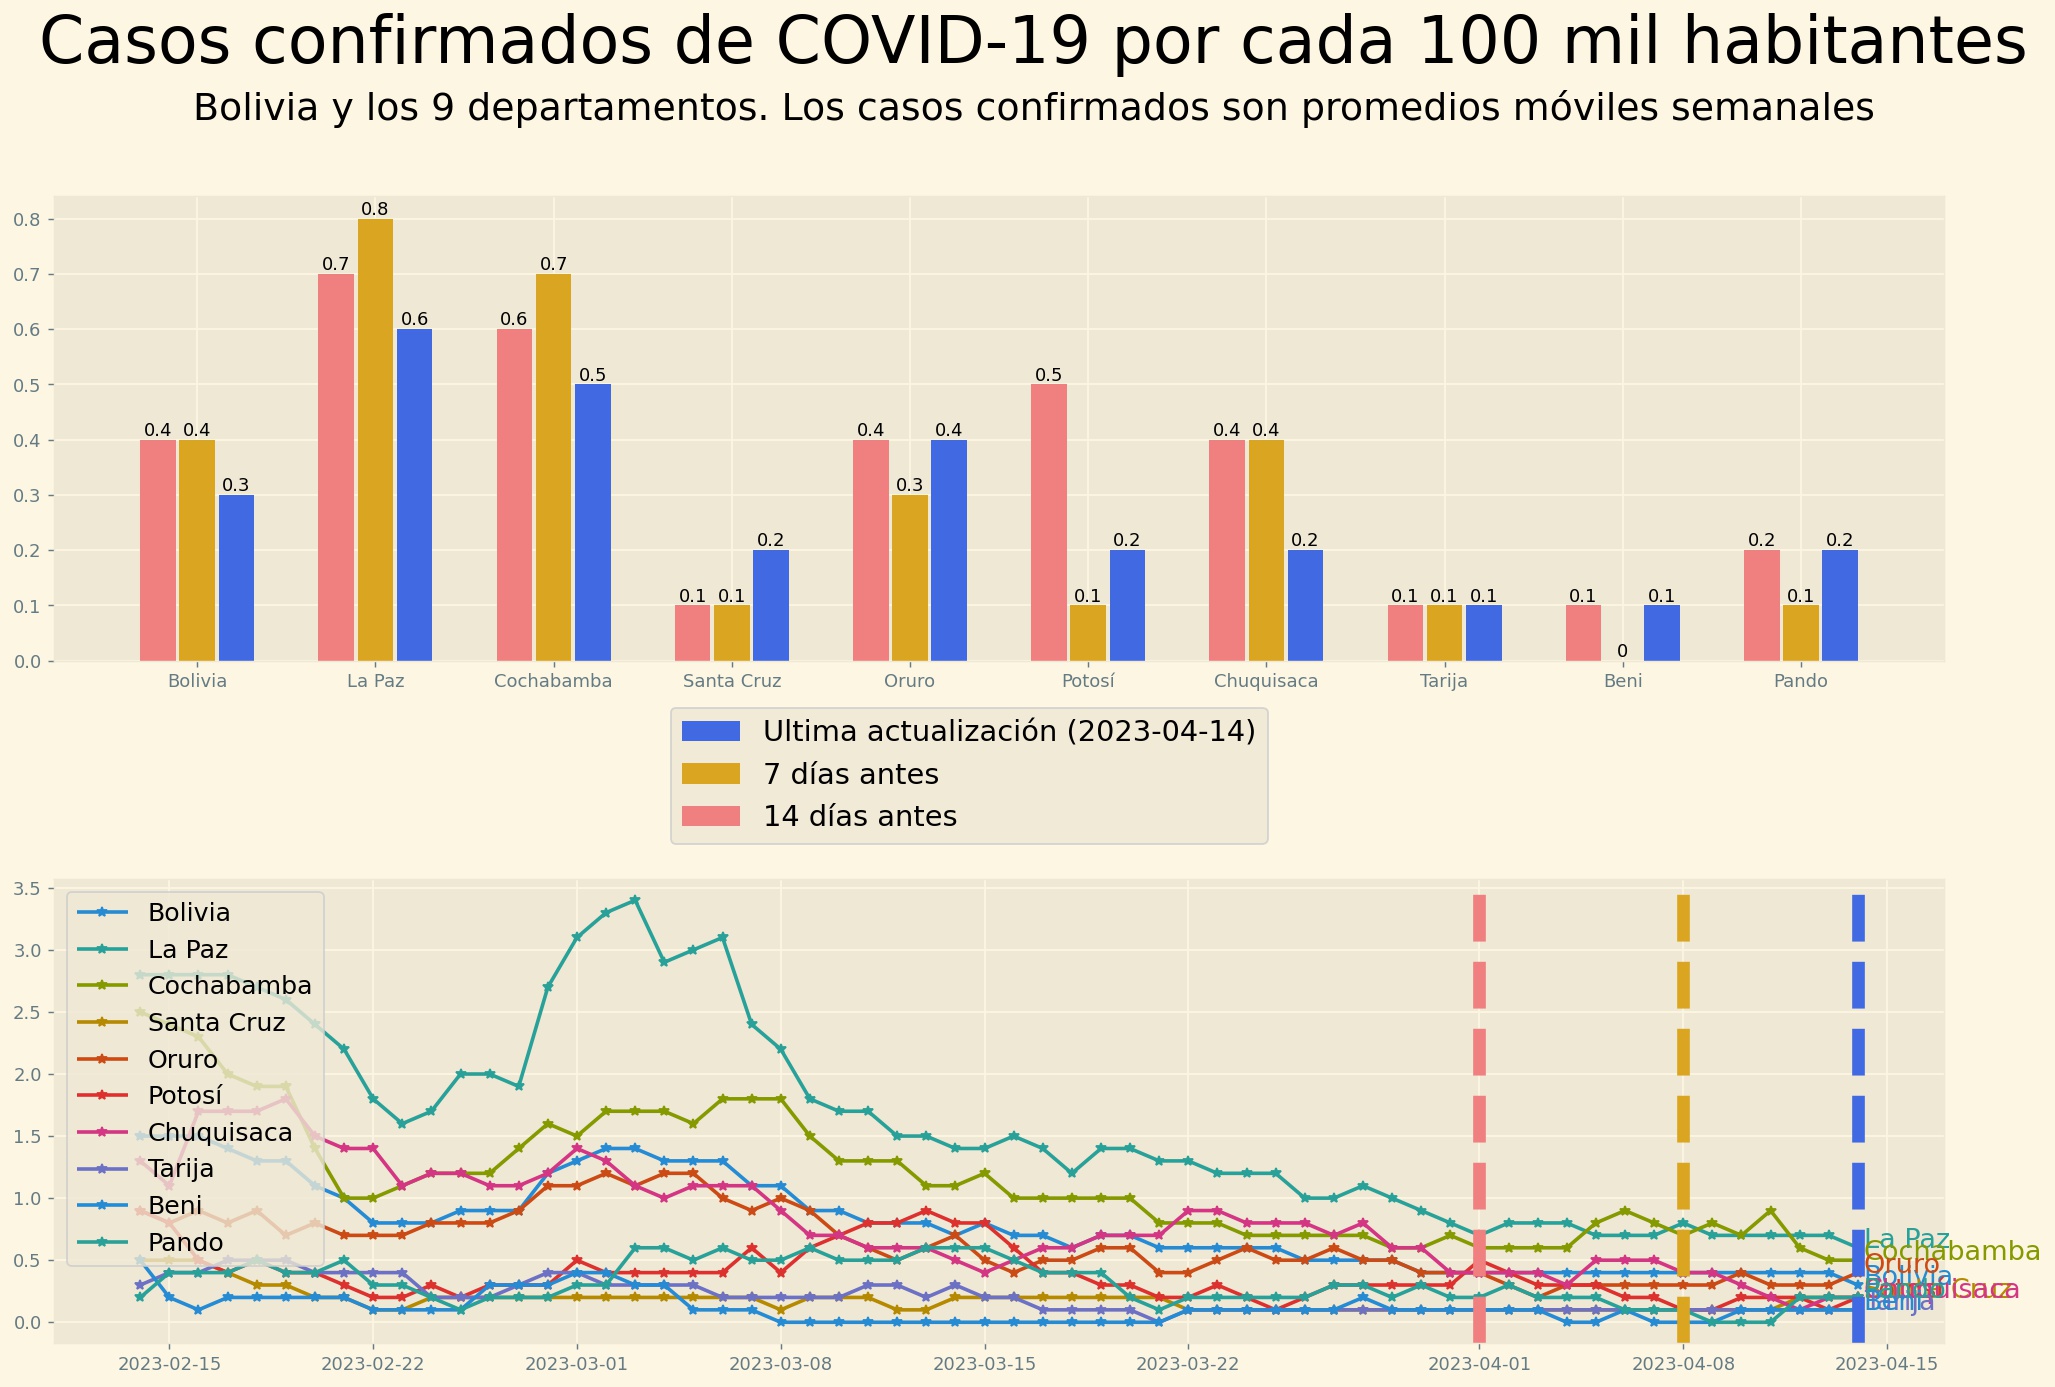 Casos confirmados de COVID-19 por cada 100 mil habitantes
Bolivia y los 9 departamentos. Los casos confirmados son promedios móviles semanales
0.8
0.7
0.6
0.5
0.4
0.3
0.2
0.1
0.0
0.4 0.4 0.3
0.7 0.8 0.6
0.6 0.7 0.5
0.1 0.1 0.2
0.4 0.3 0.4
0.5 0.1 0.2
0.4 0.4 0.2
0.1 0.1 0.1
0.1 0 0.1
0.2 0.1 0.2
Bolivia La Paz Cochabamba Santa Cruz Oruro Potosí Chuquisaca Tarija Beni Pando
Ultima actualización (2023-04-14)
7 días antes
14 días antes
3.5
3.0
2.5
2.0
1.5
1.0
0.5
0.0
Bolivia
La Paz
Cochabamba
Santa Cruz
Oruro
Potosí
Chuquisaca
Tarija
Beni
Pando
La Paz
Cochabamba
Oruro
Bolivia
Chuquisaca
Tarija
2023-02-15 2023-02-22 2023-03-01 2023-03-08 2023-03-15 2023-03-22 2023-04-01 2023-04-08 2023-04-15